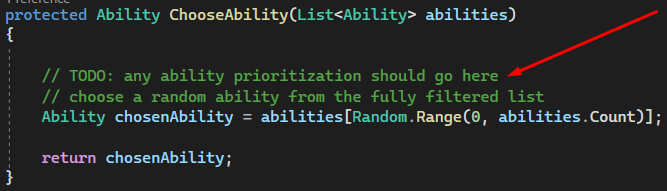 protected Ability ChooseAbility(List<Ability> abilities)
{
// TODO: any ability prioritization should go here
// choose a random ability from the fully filtered list
Ability chosenAbility = abilities[Random.Range(0, abilities.Count)];
return chosenAbility;
}